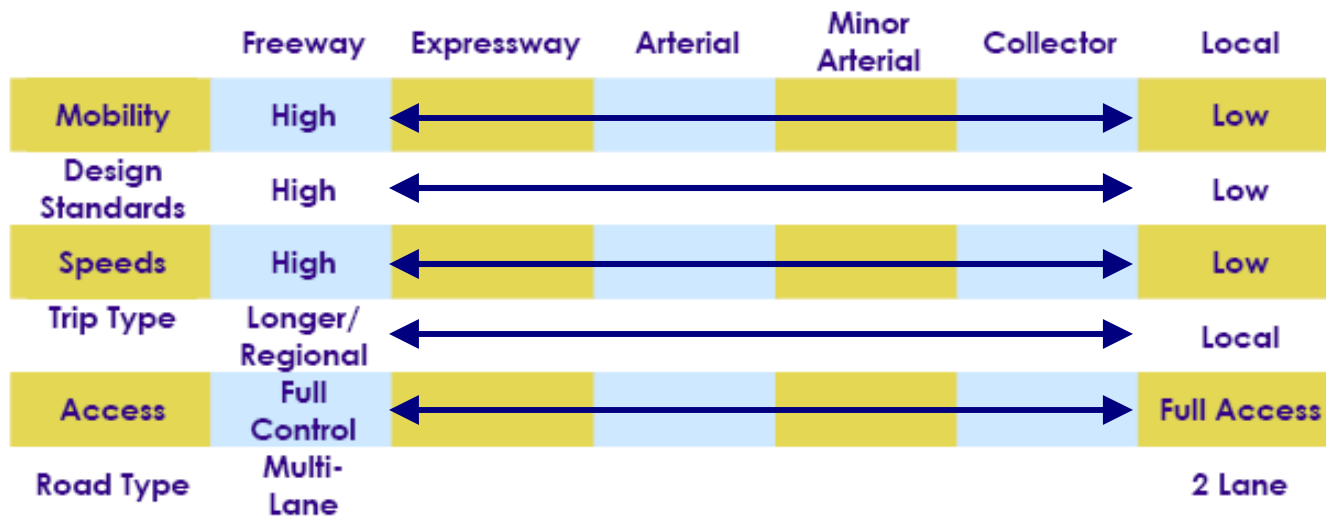 Freeway Expressway Arterial Minor Arterial Collector Local
Mobility High Low
Design Standards High Low
Speeds High Low
Trip Type Longer/ Regional Local
Access Full Control Full Access
Road Type Multi- Lane 2 Lane